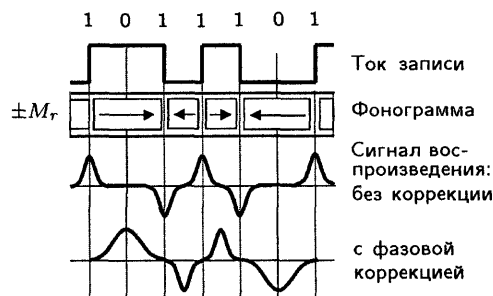 1 0 1 1 1 0 1
Ток записи
±Mr
Фонограмма
Сигнал вос-
произведения:
без коррекции
с фазовой
коррекцией